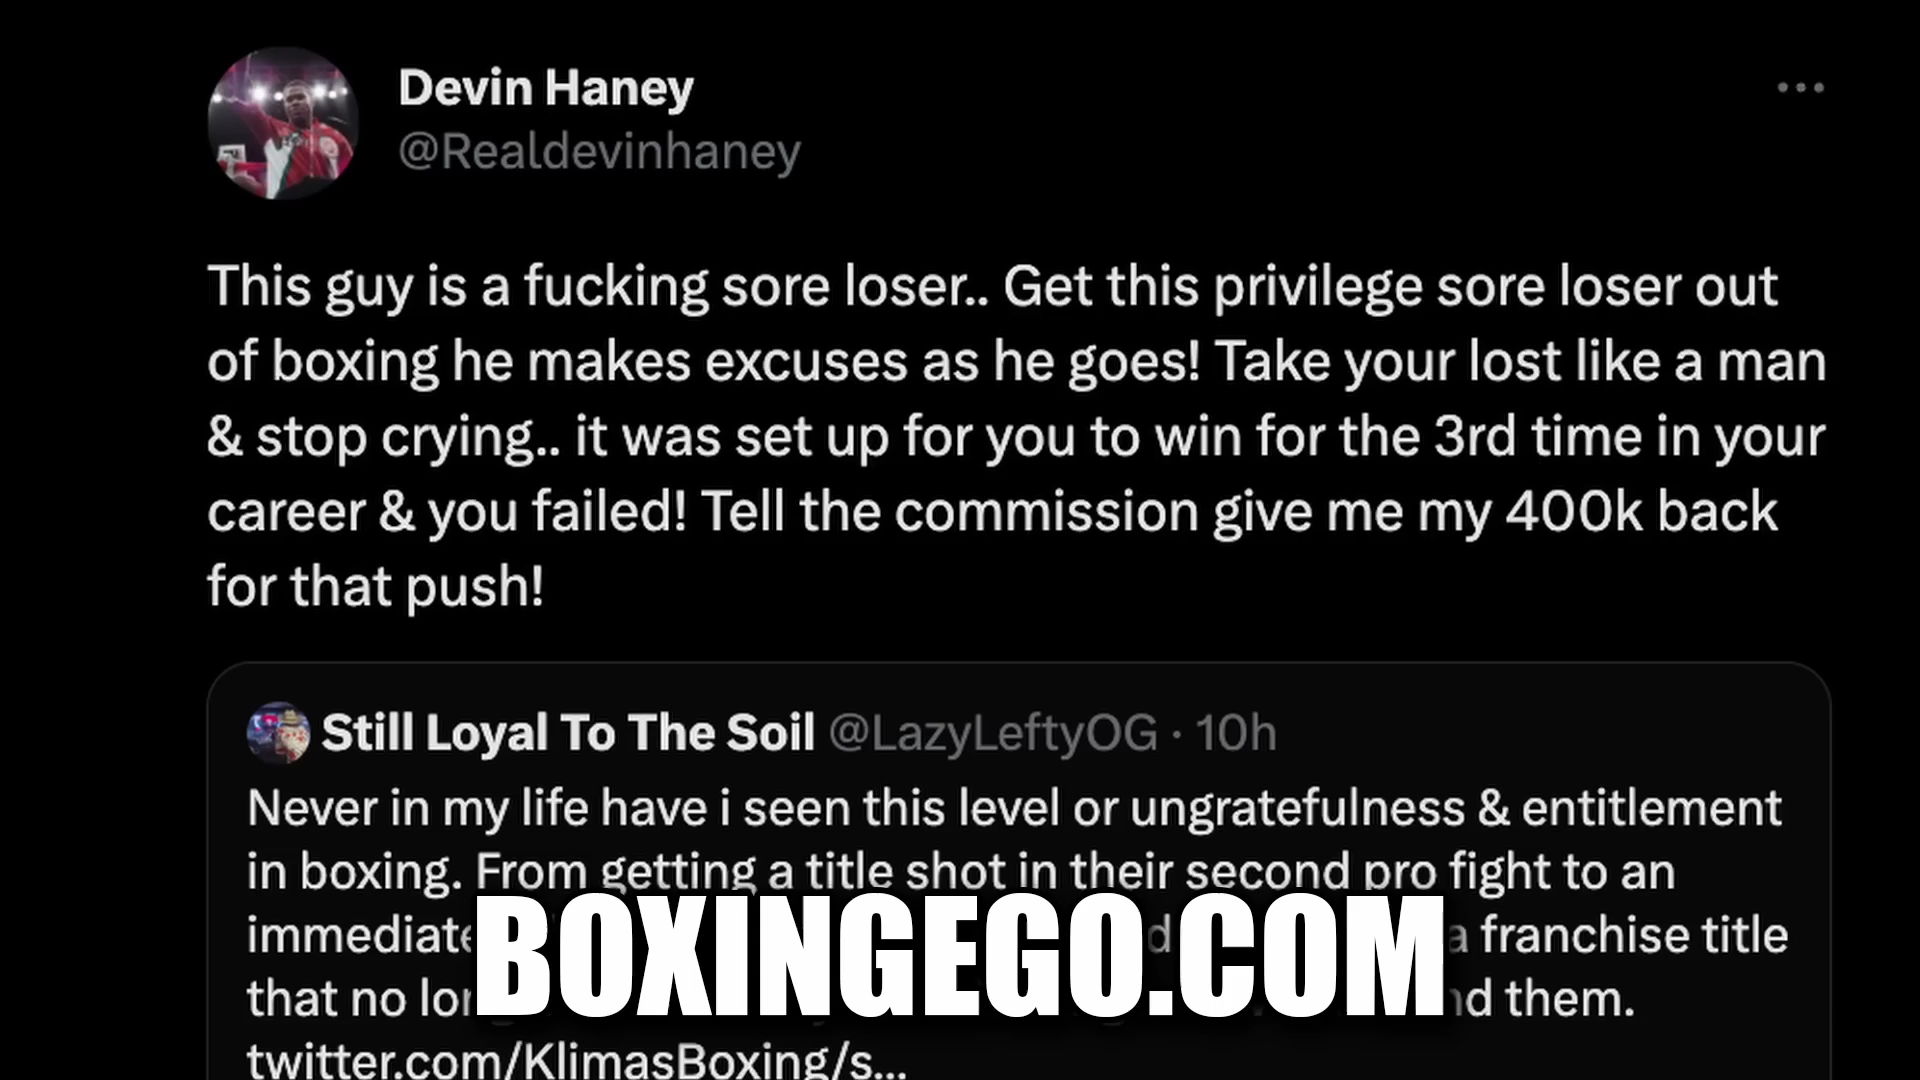 Devin Haney
@Realdevinhaney
This guy is a fucking sore loser.. Get this privilege sore loser out
of boxing he makes excuses as he goes! Take your lost like a man
& stop crying.. it was set up for you to win for the 3rd time in your
career & you failed! Tell the commission give me my 400k back
for that push!
Still Loyal To The Soil @LazyLeftyOG · 10h
Never in my life have i seen this level or ungratefulness & entitlement
in boxing. From getting a title shot in their second pro fight to an
a franchise title
that no them.
twitter.com/KlimasBoxing/s...
BOXINGEGO.COM